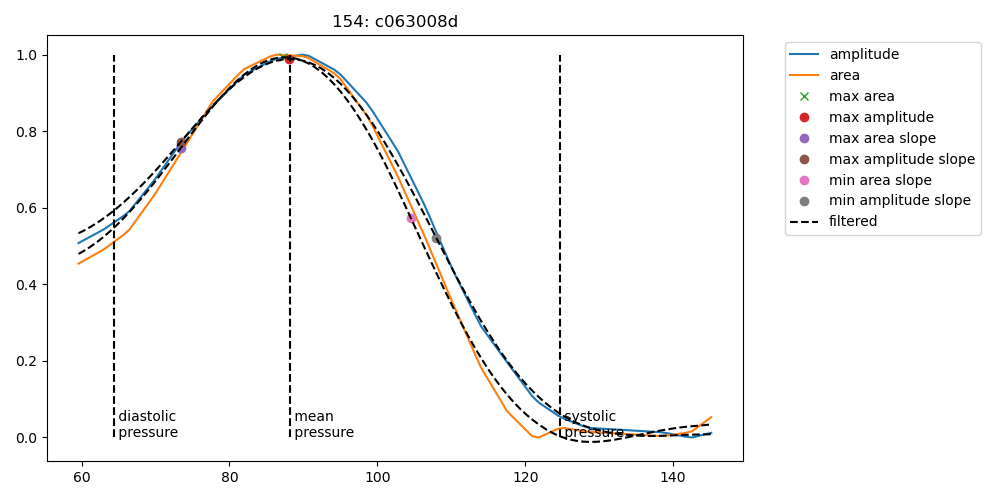 154: c063008d
1.0
0.8
0.6
0.4
0.2
0.0
60
80
100
120
140
diastolic
pressure
mean
pressure
systolic
pressure
amplitude
area
max area
max amplitude
max area slope
max amplitude slope
min area slope
min amplitude slope
filtered